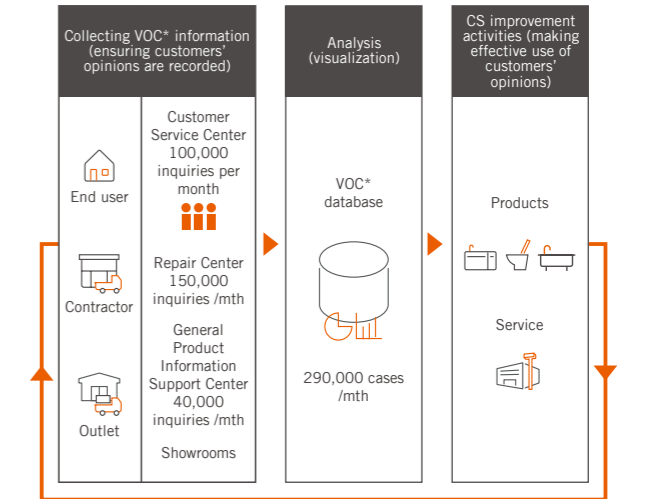 Collecting VOC* information
(ensuring customers'
opinions are recorded)
End user
Contractor
Outlet
Customer
Service Center
100,000
inquiries per
month
Repair Center
150,000
inquiries /mth
General
Product
Information
Support Center
40,000
inquiries /mth
Showrooms
Analysis
(visualization)
VOC*
database
290,000 cases
/mth
CS improvement
activities (making
effective use of
customers'
opinions)
Products
Service